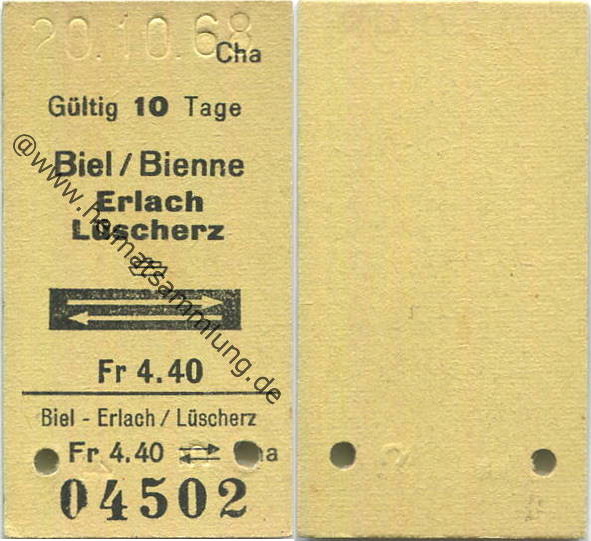 20.10.68
Cha
Gültig 10 Tage
Biel / Bienne
Erlach
Lüscherz
Fr 4.40
Biel - Erlach / Lüscherz
Fr 4.40 ⇄
04502
@www.heimatsammlung.de